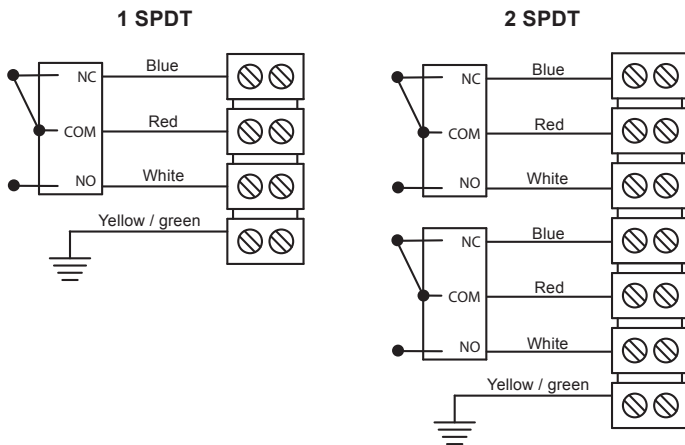 1 SPDT
NC
Blue
COM
Red
NO
White
Yellow / green
2 SPDT
NC
Blue
COM
Red
NO
White
NC
Blue
COM
Red
NO
White
Yellow / green